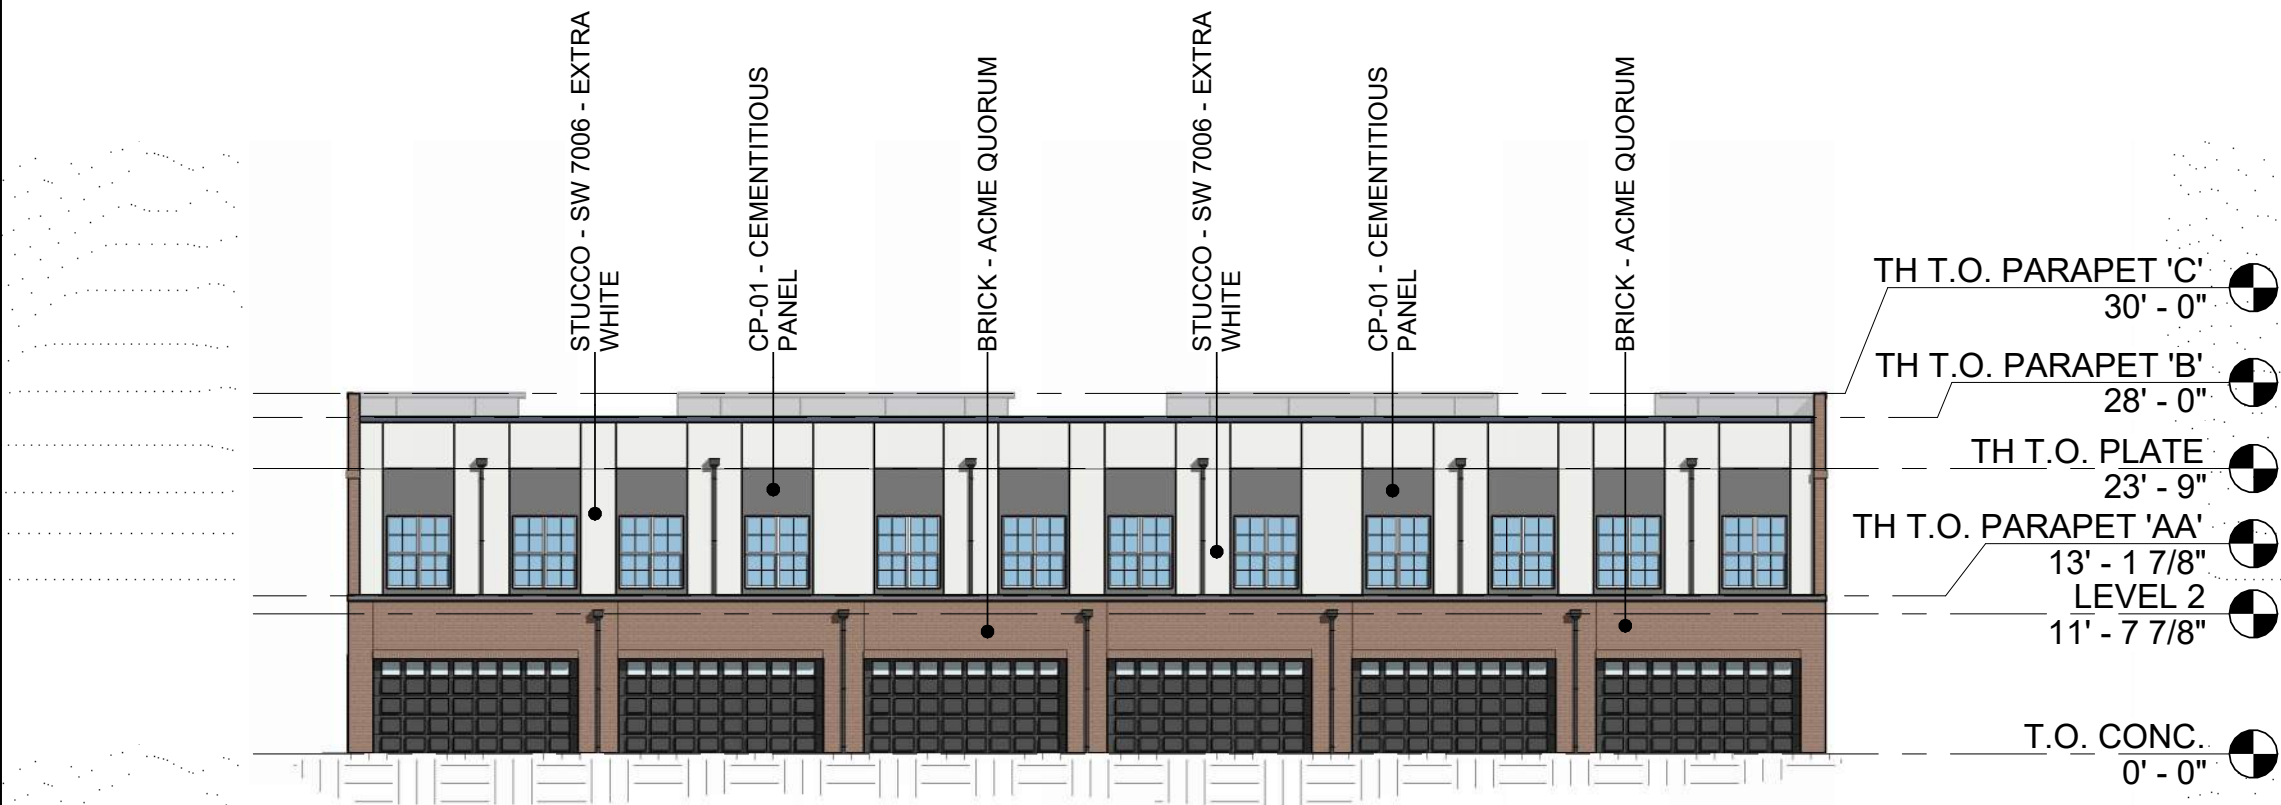 STUCCO - SW 7006 - EXTRA
WHITE
CP-01 - CEMENTITIOUS
PANEL
BRICK - ACME QUORUM
STUCCO - SW 7006 - EXTRA
WHITE
CP-01 - CEMENTITIOUS
PANEL
BRICK - ACME QUORUM
TH T.O. PARAPET 'C'
30' - 0"
TH T.O. PARAPET 'B'
28' - 0"
TH T.O. PLATE
23' - 9"
TH T.O. PARAPET 'AA'
13' - 1 7/8"
LEVEL 2
11' - 7 7/8"
T.O. CONC.
0' - 0"